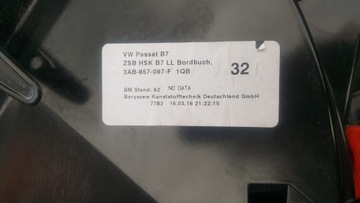 VW Passat B7
ZSB HSK B7 LL Bordbuch,
3AB-857-097-F 1QB
32
BM Stand: 62 NO DATA
Boryszew Kunststofftechnik Deutschland GmbH
7783 16.03.16 21:22:15